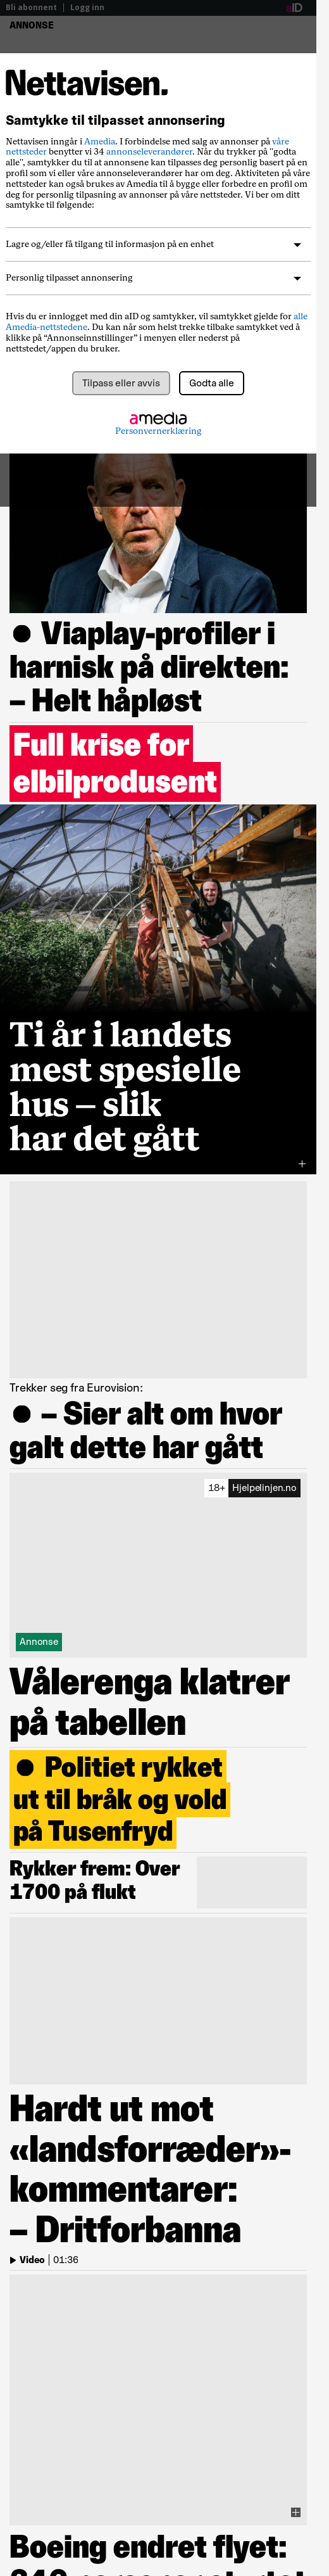 Bli abonnent | Logg inn
aID
ANNONSE
Nettavisen.
Samtykke til tilpasset annonsering
Nettavisen inngår i Amedia. I forbindelse med salg av annonser på våre
nettsteder benytter vi 34 annonseleverandører. Når du trykker på "godta
alle", samtykker du til at annonsene kan tilpasses deg personlig basert på en
profil som vi eller våre annonseleverandører har om deg. Aktiviteten på våre
nettsteder kan også brukes av Amedia til å bygge eller forbedre en profil om
deg for personlig tilpasning av annonser på våre nettsteder. Vi ber om ditt
samtykke til følgende:
Lagre og/eller få tilgang til informasjon på en enhet
Personlig tilpasset annonsering
Hvis du er innlogget med din aID og samtykker, vil samtykket gjelde for alle
Amedia-nettstedene. Du kan når som helst trekke tilbake samtykket ved å
klikke på “Annonseinnstillinger” i menyen eller nederst på
nettstedet/appen du bruker.
Tilpass eller avvis
Godta alle
amedia
Personvernerklæring
Viaplay-profiler i
harnisk på direkten:
– Helt håpløst
Full krise for
elbilprodusent
Ti år i landets
mest spesielle
hus – slik
har det gått
Trekker seg fra Eurovision:
– Sier alt om hvor
galt dette har gått
18+ Hjelpelinjen.no
Annonse
Vålerenga klatrer
på tabellen
Politiet rykket
ut til bråk og vold
på Tusenfryd
Rykker frem: Over
1700 på flukt
Hardt ut mot
«landsforræder»-
kommentarer:
– Dritforbanna
Video | 01:36
Boeing endret flyet: